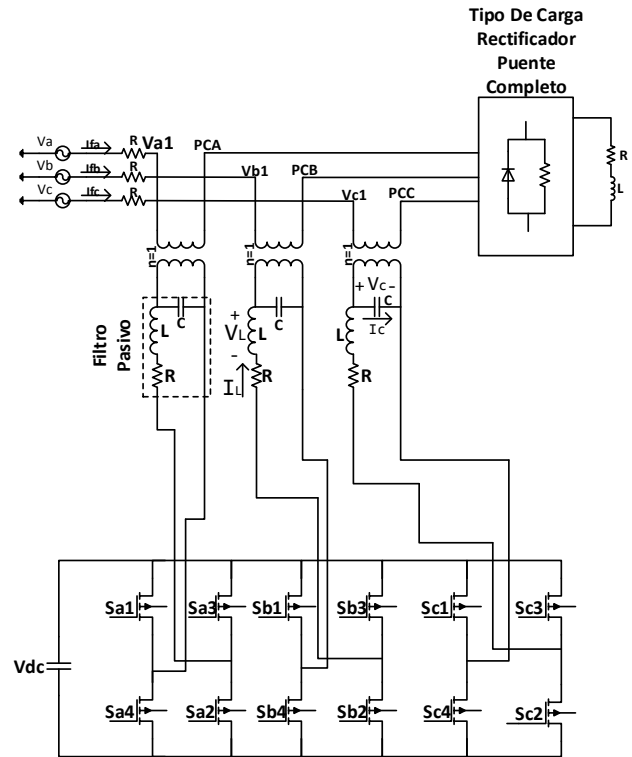 Tipo De Carga
Rectificador
Puente
Completo
Va
Ifa
R
Va1
PCA
Vb
Ifb
R
Vb1
PCB
Vc
Ifc
R
Vc1
PCC
R
L
n=1
n=1
n=1
Filtro
Pasivo
L
C
R
+
VL
-
L
C
IL
R
+ Vc -
C
Ic
L
R
Vdc
Sa1
Sa3
Sb1
Sb3
Sc1
Sc3
Sa4
Sa2
Sb4
Sb2
Sc4
Sc2